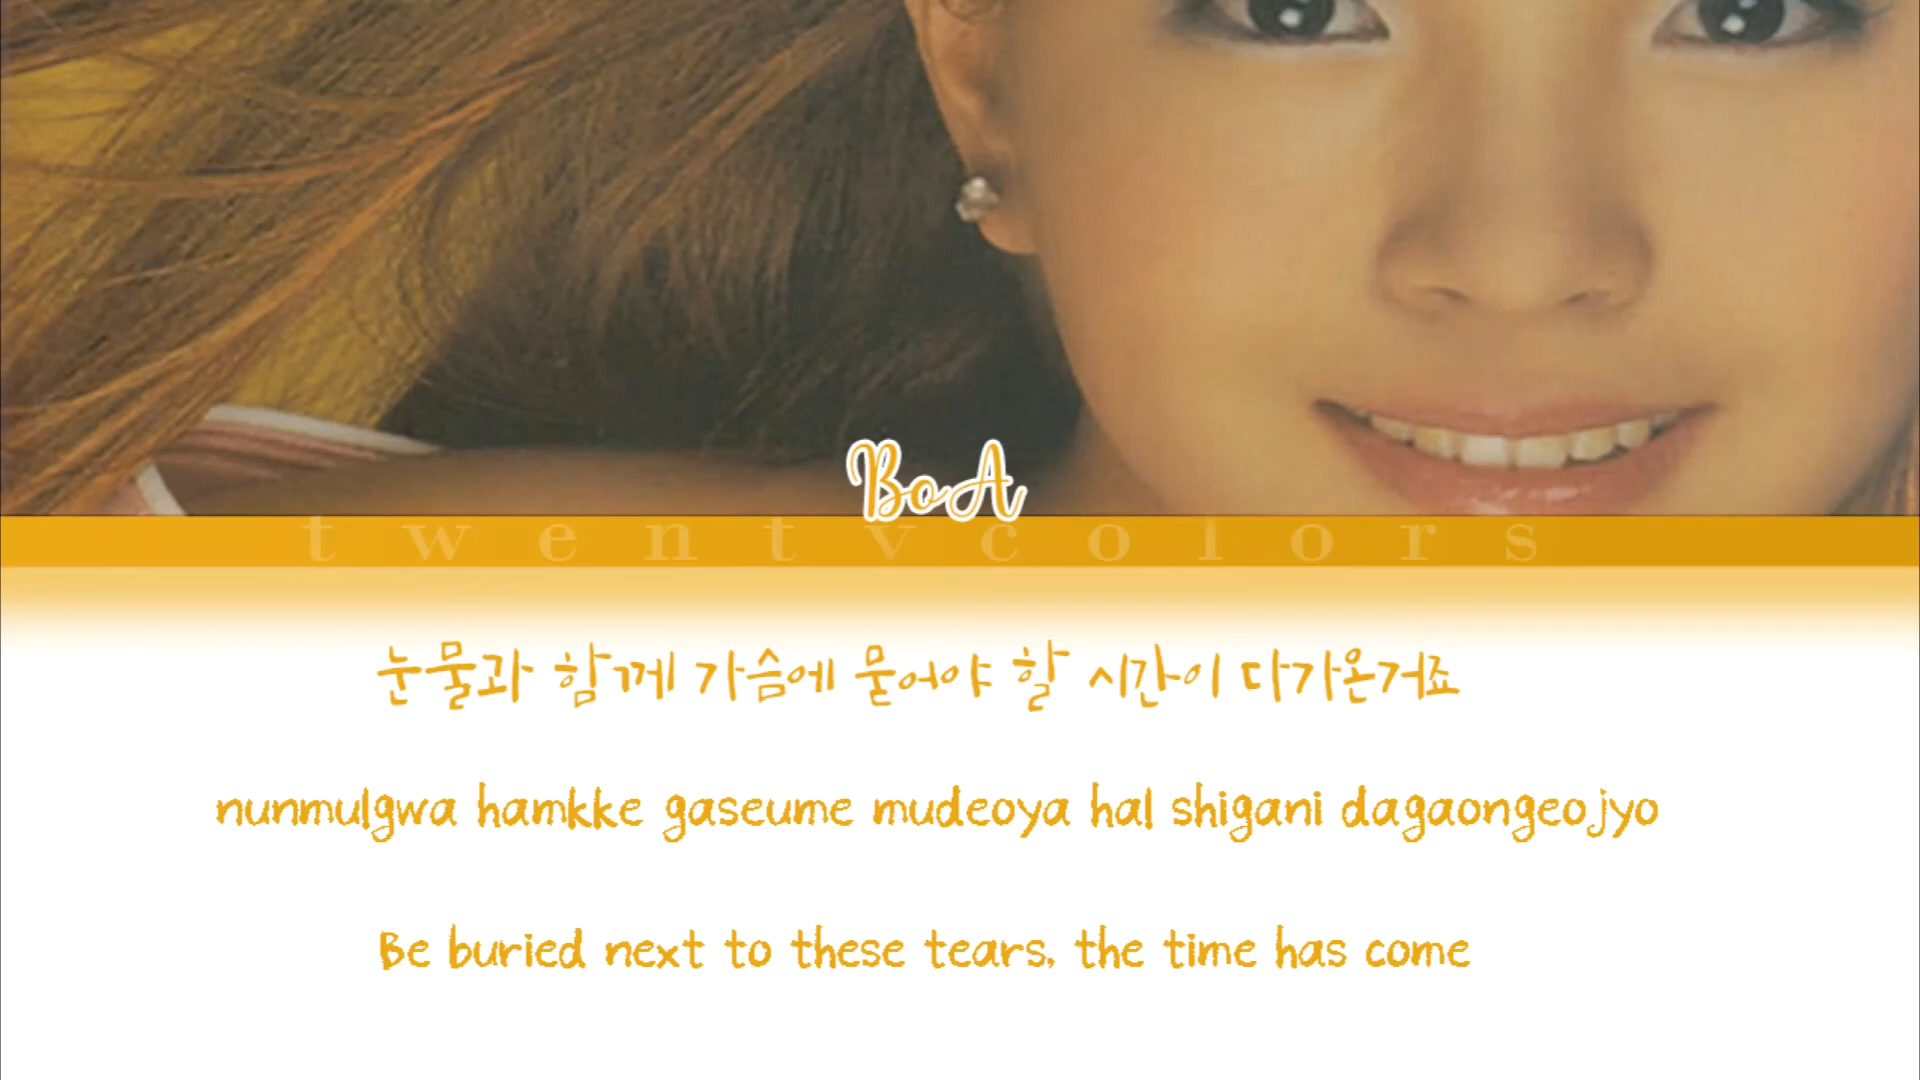 BoA
twentycolors
눈물과 함께 가슴에 묻어야 할 시간이 다가온거죠
nunmulgwa hamkke gaseume mudeoya hal shigani dagaongeojyo
Be buried next to these tears, the time has come